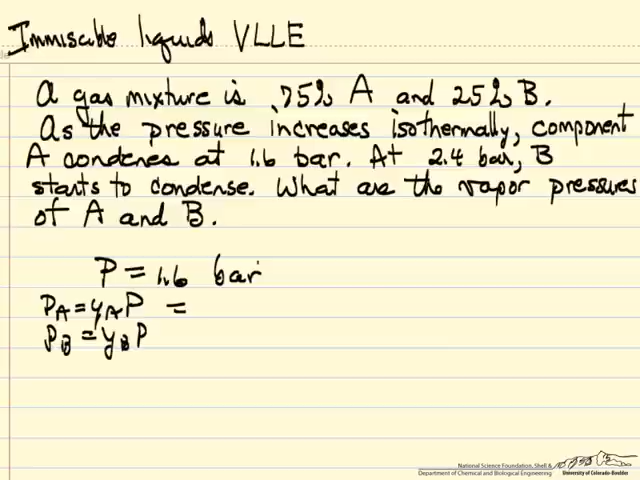 Immiscible liquids VLLE
A gas mixture is 75% A and 25% B.
As the pressure increases isothermally, component
A condenes at 1.6 bar. At 2.4 bar, B
starts to condense. What are the vapor pressures
of A and B.
P = 1.6 bar
PA = yA P =
PB = yB P
National Science Foundation, Shell &
Department of Chemical and Biological Engineering
University of Colorado-Boulder